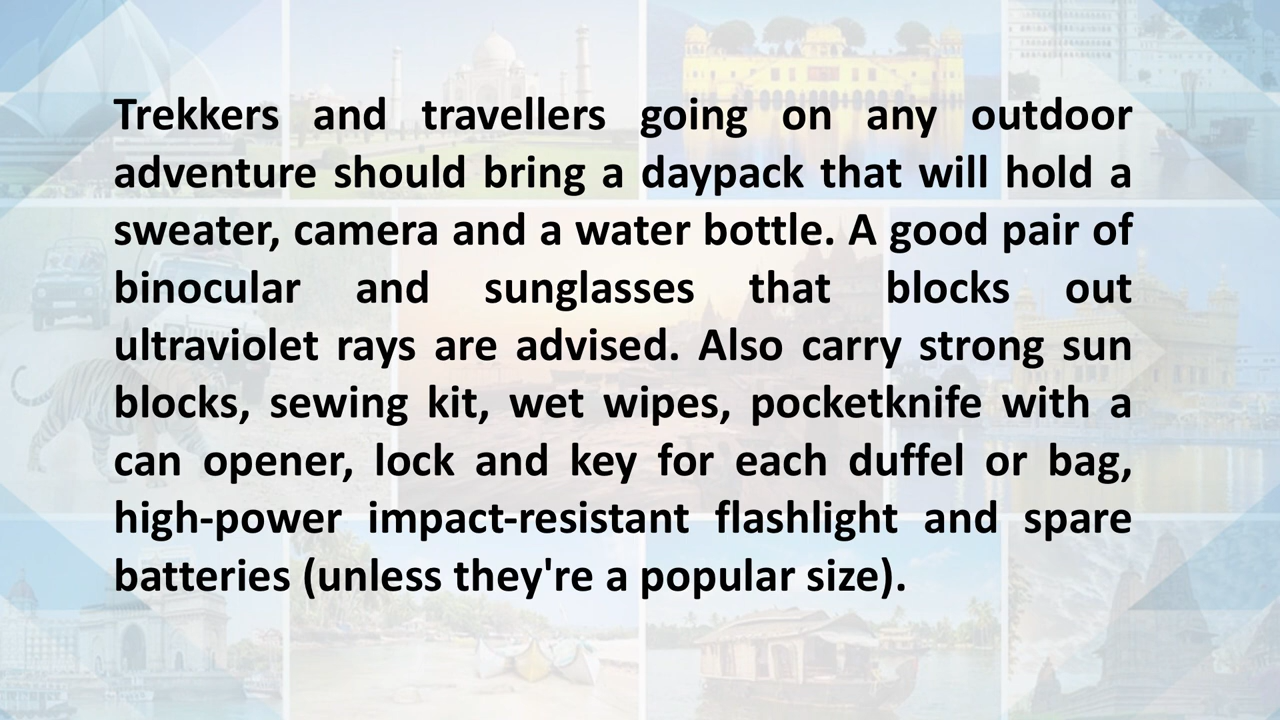 Trekkers and travellers going on any outdoor
adventure should bring a daypack that will hold a
sweater, camera and a water bottle. A good pair of
binocular and sunglasses that blocks out
ultraviolet rays are advised. Also carry strong sun
blocks, sewing kit, wet wipes, pocketknife with a
can opener, lock and key for each duffel or bag,
high-power impact-resistant flashlight and spare
batteries (unless they're a popular size).